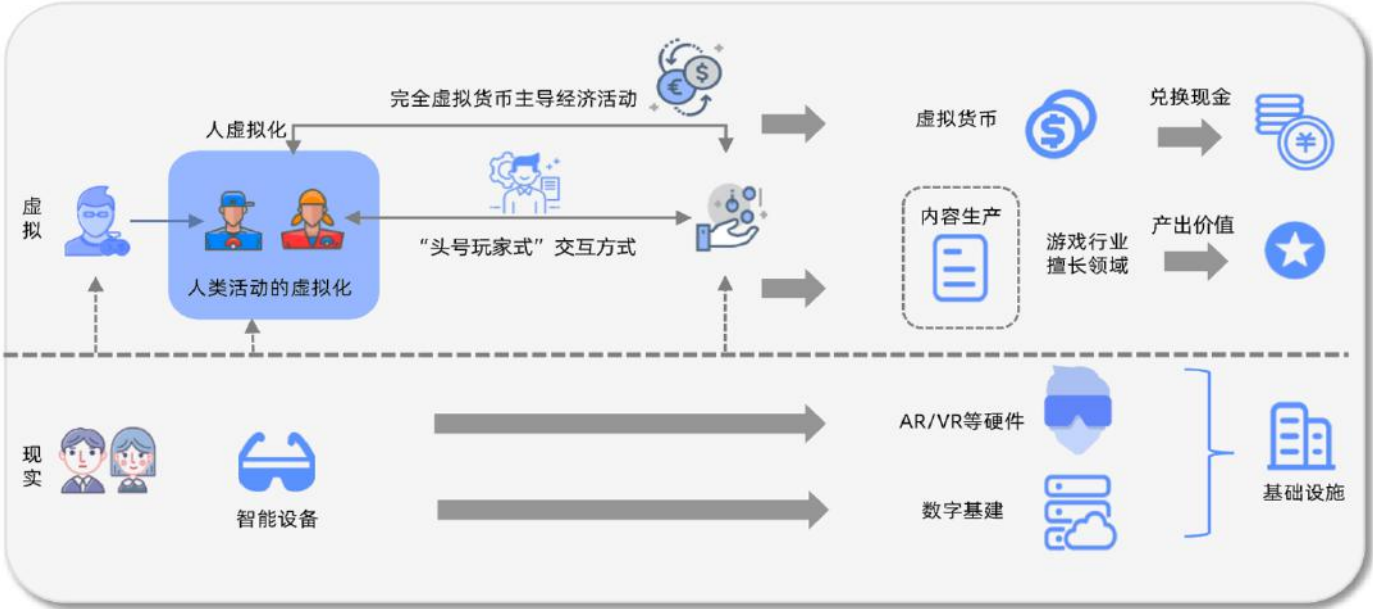 完全虚拟货币主导经济活动
人虚拟化
虚拟货币
兑换现金
虚
拟
人类活动的虚拟化
“头号玩家式”交互方式
内容生产
游戏行业
擅长领域
产出价值
现
实
智能设备
AR/VR等硬件
数字基建
基础设施